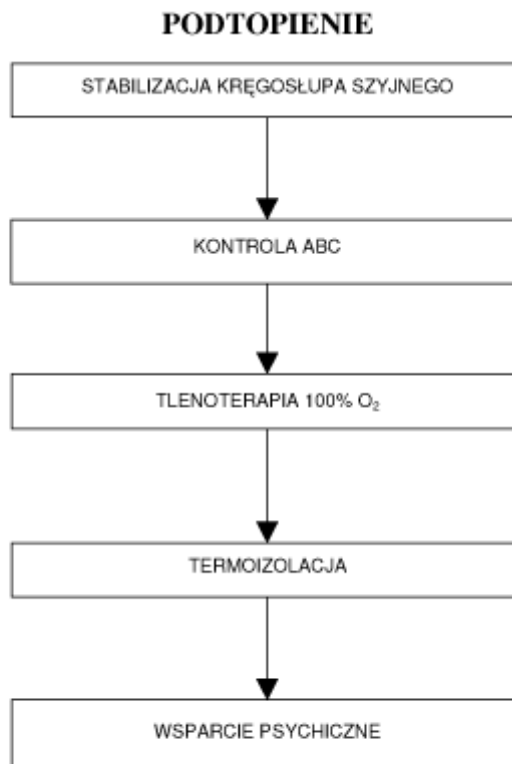 PODTOPIENIE
STABILIZACJA KRĘGOSŁUPA SZYJNEGO
KONTROLA ABC
TLENOTERAPIA 100% O₂
TERMOIZOLACJA
WSPARCIE PSYCHICZNE